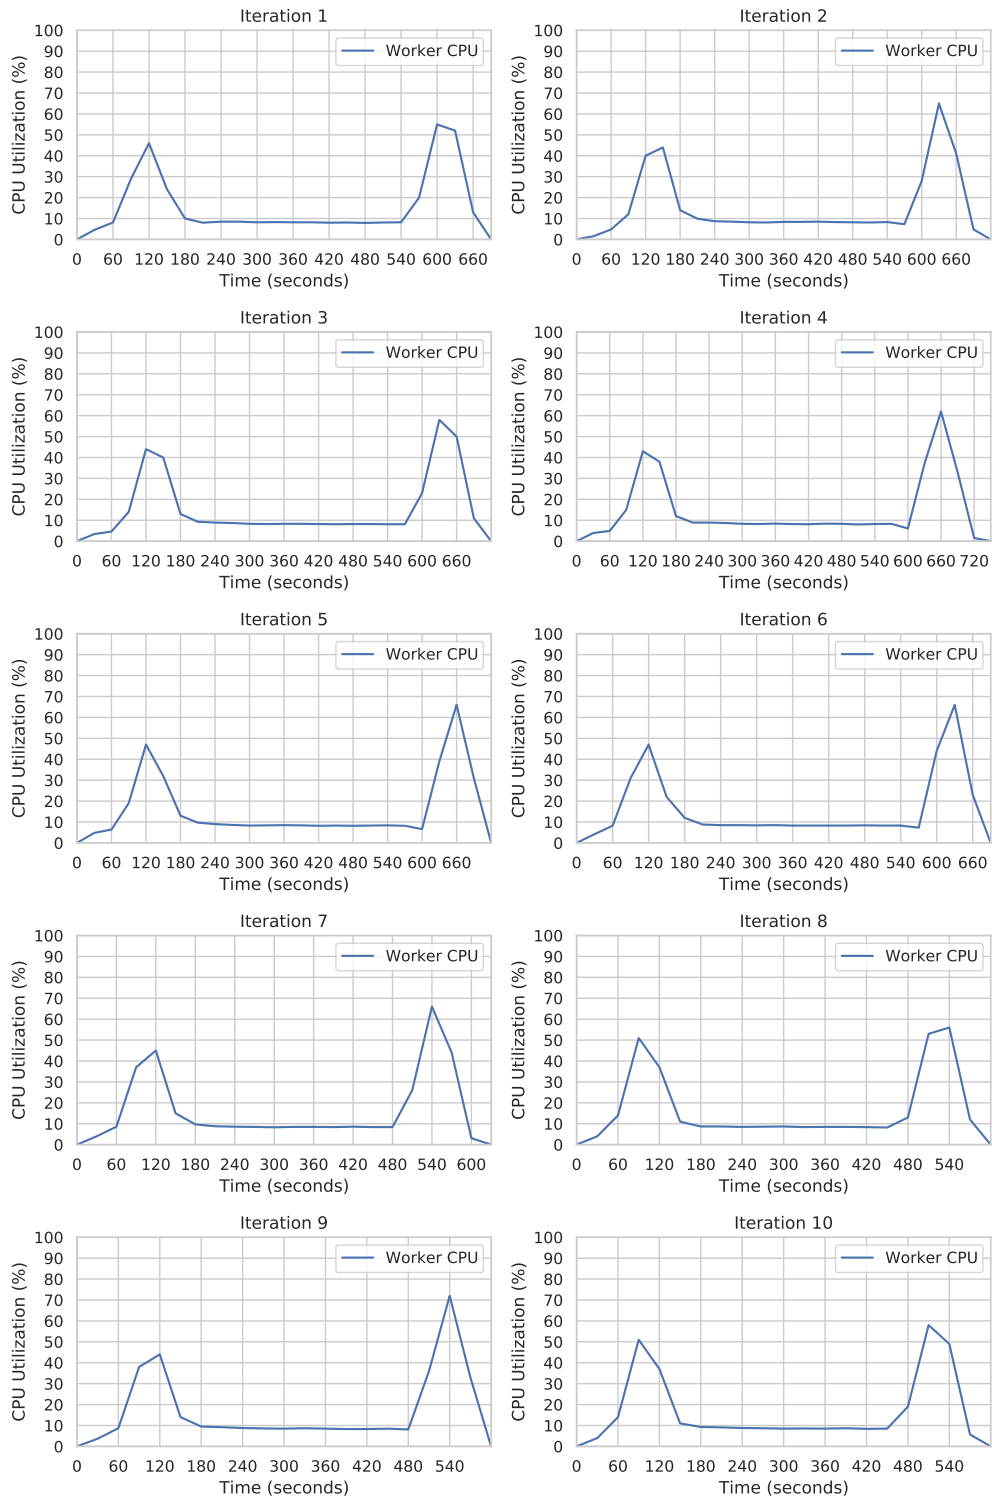 Iteration 1
Worker CPU
CPU Utilization (%)
100
90
80
70
60
50
40
30
20
10
0
0 60 120 180 240 300 360 420 480 540 600 660
Time (seconds)
Iteration 2
Worker CPU
CPU Utilization (%)
100
90
80
70
60
50
40
30
20
10
0
0 60 120 180 240 300 360 420 480 540 600 660
Time (seconds)
Iteration 3
Worker CPU
CPU Utilization (%)
100
90
80
70
60
50
40
30
20
10
0
0 60 120 180 240 300 360 420 480 540 600 660
Time (seconds)
Iteration 4
Worker CPU
CPU Utilization (%)
100
90
80
70
60
50
40
30
20
10
0
0 60 120 180 240 300 360 420 480 540 600 660 720
Time (seconds)
Iteration 5
Worker CPU
CPU Utilization (%)
100
90
80
70
60
50
40
30
20
10
0
0 60 120 180 240 300 360 420 480 540 600 660
Time (seconds)
Iteration 6
Worker CPU
CPU Utilization (%)
100
90
80
70
60
50
40
30
20
10
0
0 60 120 180 240 300 360 420 480 540 600 660
Time (seconds)
Iteration 7
Worker CPU
CPU Utilization (%)
100
90
80
70
60
50
40
30
20
10
0
0 60 120 180 240 300 360 420 480 540 600
Time (seconds)
Iteration 8
Worker CPU
CPU Utilization (%)
100
90
80
70
60
50
40
30
20
10
0
0 60 120 180 240 300 360 420 480 540
Time (seconds)
Iteration 9
Worker CPU
CPU Utilization (%)
100
90
80
70
60
50
40
30
20
10
0
0 60 120 180 240 300 360 420 480 540
Time (seconds)
Iteration 10
Worker CPU
CPU Utilization (%)
100
90
80
70
60
50
40
30
20
10
0
0 60 120 180 240 300 360 420 480 540
Time (seconds)